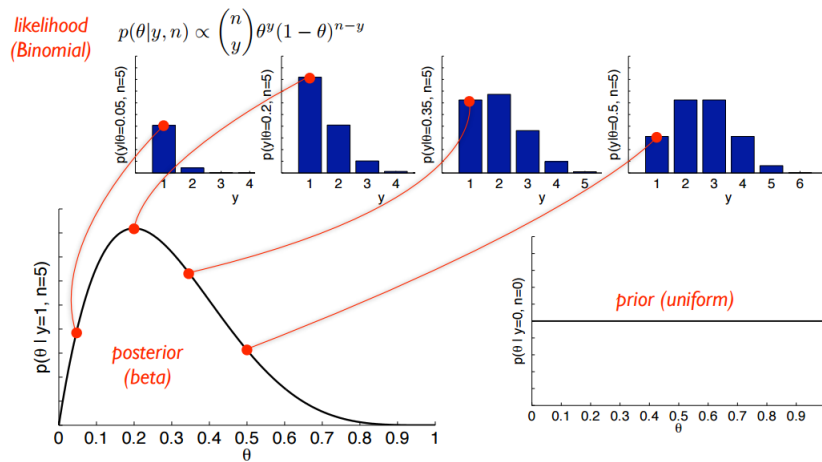 likelihood
(Binomial)
p(θ|y, n) ∝ (n y) θ^y (1 − θ)^{n−y}
p(y|θ=0.05, n=5)
1 2 3 4
y
p(y|θ=0.2, n=5)
1 2 3 4
y
p(y|θ=0.35, n=5)
1 2 3 4 5
y
p(y|θ=0.5, n=5)
1 2 3 4 5 6
y
p(θ | y=1, n=5)
posterior
(beta)
0 0.1 0.2 0.3 0.4 0.5 0.6 0.7 0.8 0.9 1
θ
p(θ | y=0, n=0)
prior (uniform)
0 0.1 0.2 0.3 0.4 0.5 0.6 0.7 0.8 0.9
θ